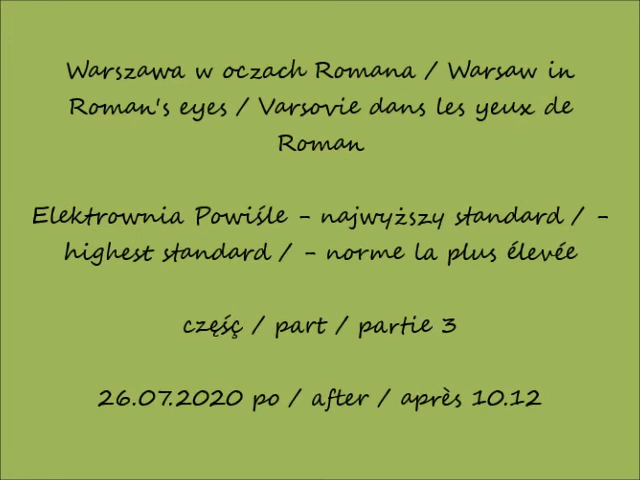 Warszawa w oczach Romana / Warsaw in
Roman's eyes / Varsovie dans les yeux de
Roman
Elektrownia Powiśle - najwyższy standard / -
highest standard / - norme la plus élevée
częśç / part / partie 3
26.07.2020 po / after / après 10.12